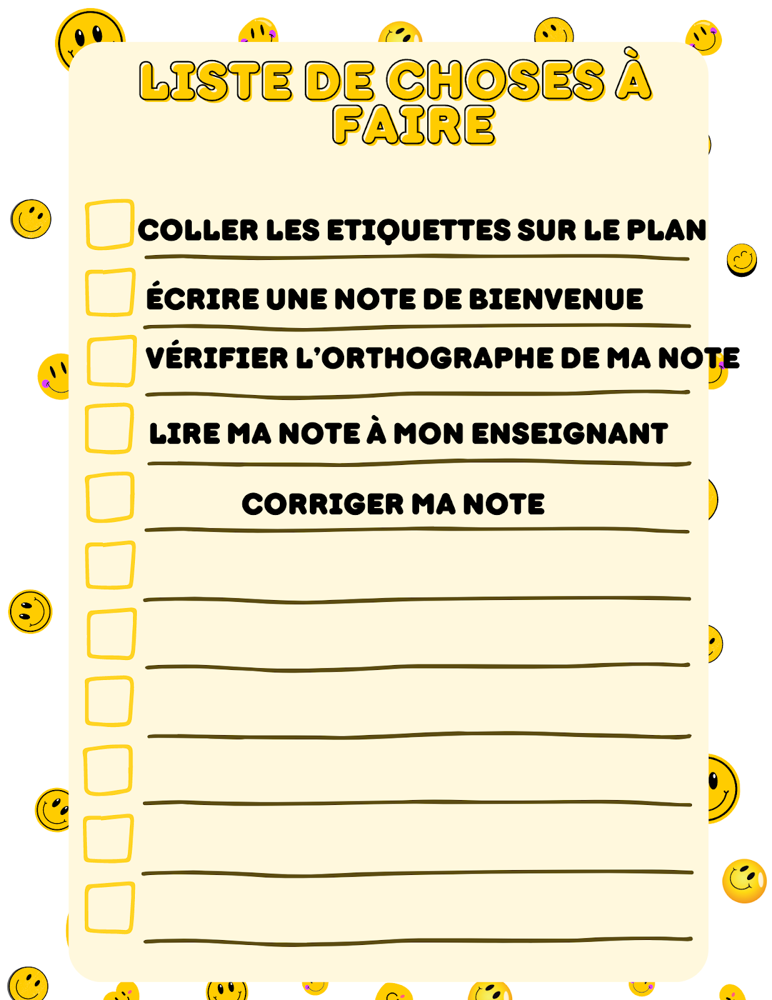 LISTE DE CHOSES À
FAIRE
COLLER LES ETIQUETTES SUR LE PLAN
ÉCRIRE UNE NOTE DE BIENVENUE
VÉRIFIER L'ORTHOGRAPHE DE MA NOTE
LIRE MA NOTE À MON ENSEIGNANT
CORRIGER MA NOTE